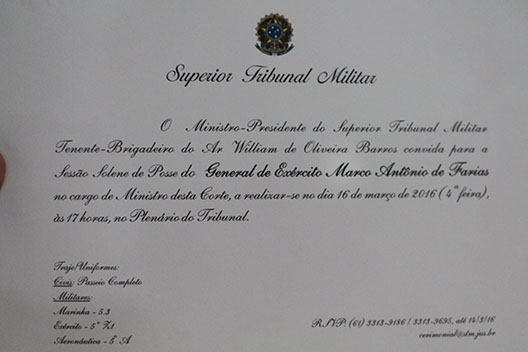 Superior Tribunal Militar
O Ministro-Presidente do Superior Tribunal Militar
Tenente-Brigadeiro do Ar William de Oliveira Barros convida para a
Sessão Solene de Posse do General de Exército Marco Antônio de Farias
no cargo de Ministro desta Corte, a realizar-se no dia 16 de março de 2016 (4ª feira),
às 17 horas, no Plenário do Tribunal.
Traje/Uniformes:
Civis: Passeio Completo
Militares:
Marinha - 5.3
Exército - 5º Z1
Aeronáutica - 5º A
R.S.V.P. (61) 3313-9186 / 3313-9695, até 14/3/16
cerimonial@stm.jus.br